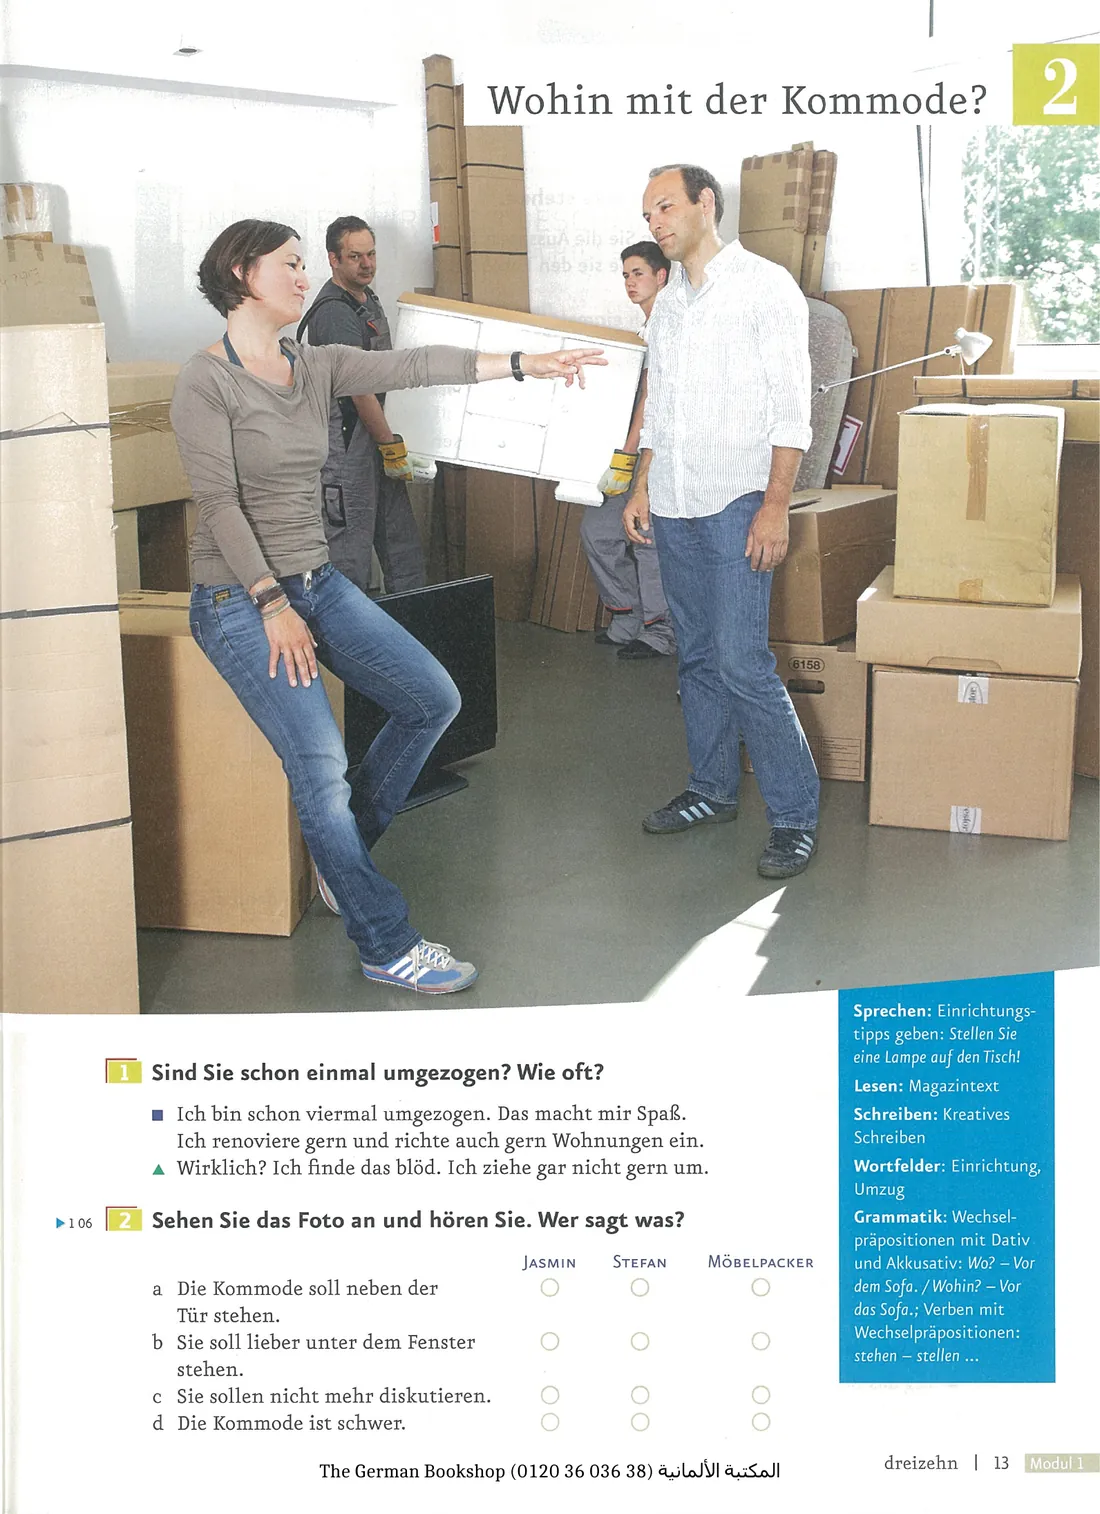 Wohin mit der Kommode?
2
6158
1 Sind Sie schon einmal umgezogen? Wie oft?
Ich bin schon viermal umgezogen. Das macht mir Spaß.
Ich renoviere gern und richte auch gern Wohnungen ein.
Wirklich? Ich finde das blöd. Ich ziehe gar nicht gern um.
1 06
2 Sehen Sie das Foto an und hören Sie. Wer sagt was?
JASMIN STEFAN MÖBELPACKER
a Die Kommode soll neben der
Tür stehen.
b Sie soll lieber unter dem Fenster
stehen.
c Sie sollen nicht mehr diskutieren.
d Die Kommode ist schwer.
Sprechen: Einrichtungs-
tipps geben: Stellen Sie
eine Lampe auf den Tisch!
Lesen: Magazintext
Schreiben: Kreatives
Schreiben
Wortfelder: Einrichtung,
Umzug
Grammatik: Wechsel-
präpositionen mit Dativ
und Akkusativ: Wo? – Vor
dem Sofa. / Wohin? – Vor
das Sofa.; Verben mit
Wechselpräpositionen:
stehen – stellen ...
dreizehn | 13 Modul 1
The German Bookshop (0120 36 036 38) المكتبة الألمانية